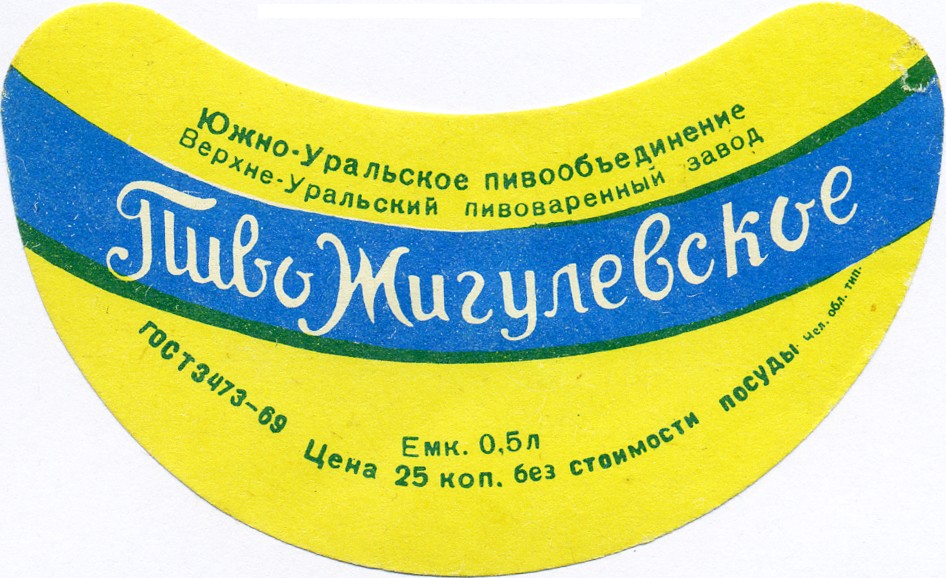 Южно-Уральское пивообъединение
Верхне-Уральский пивоваренный завод
Пиво Жигулевское
ГОСТ3473-69
Емк. 0,5л
Цена 25 коп. без стоимости посуды.
Чел. обл. тип.